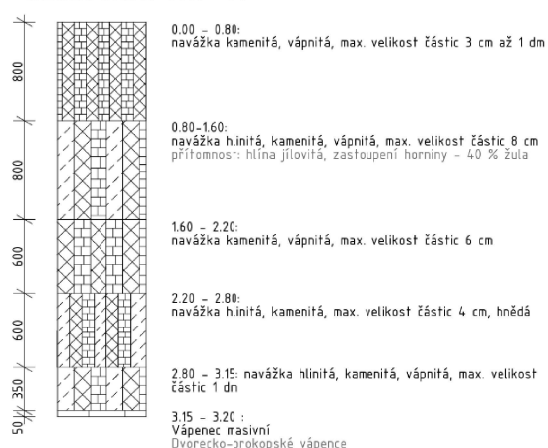 0.00 - 0.80:
navážka kamenitá, vápnitá, max. velikost částic 3 cm až 1 dm
800
0.80-1.60:
navážka hlinitá, kamenitá, vápnitá, max. velikost částic 8 cm
přítomnost: hlína jílovitá, zastoupení horniny - 40 % žula
800
1.60 - 2.20:
navážka kamenitá, vápnitá, max. velikost částic 6 cm
600
2.20 - 2.80:
navážka hlinitá, kamenitá, max. velikost částic 4 cm, hnědá
600
2.80 - 3.15: navážka hlinitá, kamenitá, vápnitá, max. velikost
částic 1 dm
350
3.15 - 3.20 :
Vápenec masivní
Dvorecko-prokopské vápence
50